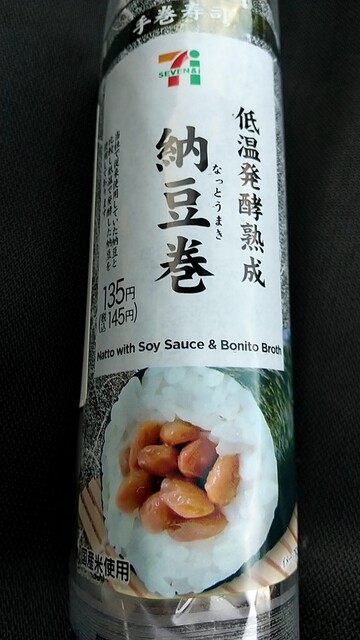 手巻寿司
7i
SEVEN&i
低温発酵熟成
納豆巻
なっとうまき
135円
(税込145円)
Natto with Soy Sauce & Bonito Broth
国産米使用